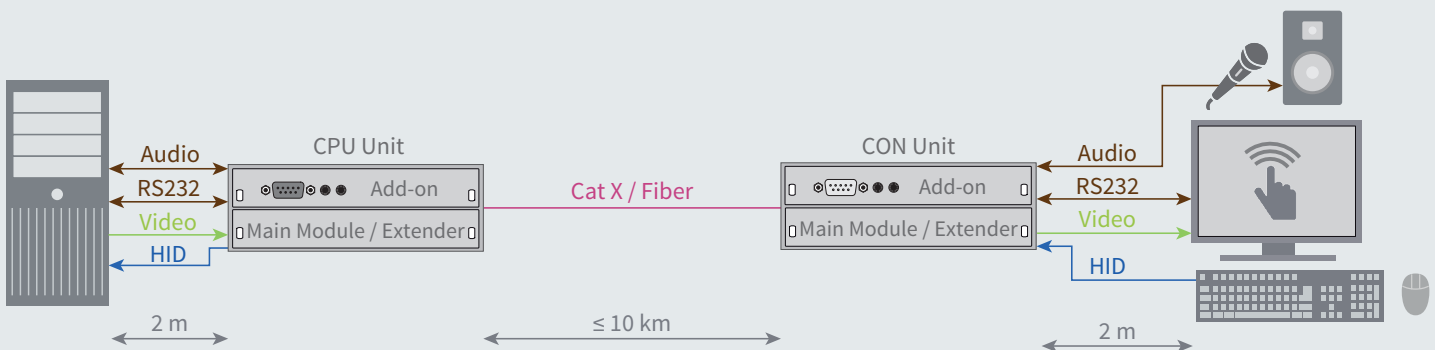 Audio
RS232
Video
HID
2 m
CPU Unit
Add-on
Main Module / Extender
Cat X / Fiber
≤ 10 km
CON Unit
Add-on
Main Module / Extender
Audio
RS232
Video
HID
2 m